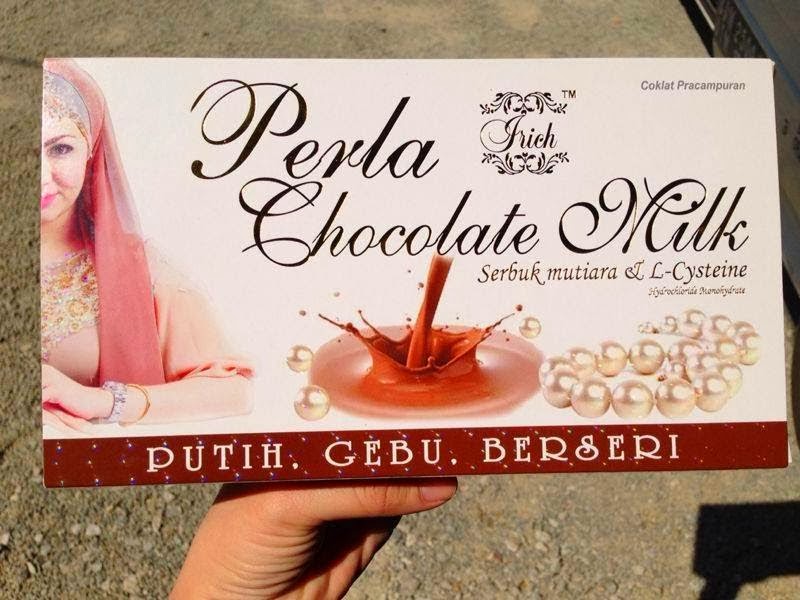 Coklat Pracampuran
Irich TM
Perla
Chocolate Milk
Serbuk mutiara & L-Cysteine
Hydrochloride Monohydrate
PUTIH, GEBU, BERSERI